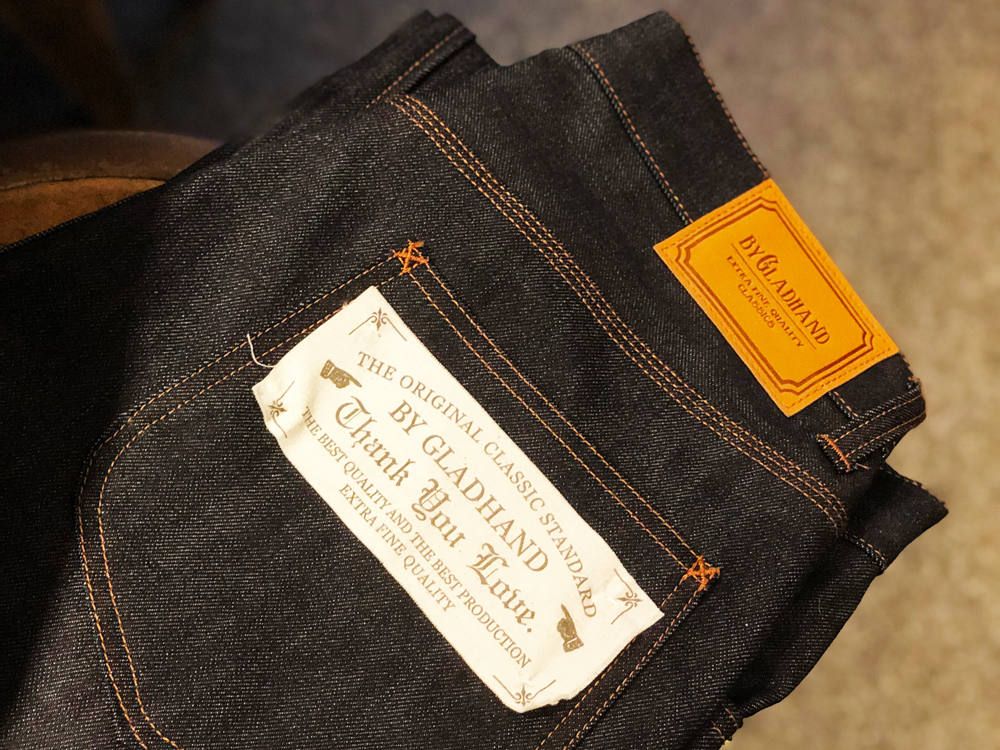 BY GLADHAND
EXTRA FINE QUALITY
CLASSICS
THE ORIGINAL CLASSIC STANDARD
BY GLADHAND
Thank You Love.
THE BEST QUALITY AND THE BEST PRODUCTION
EXTRA FINE QUALITY